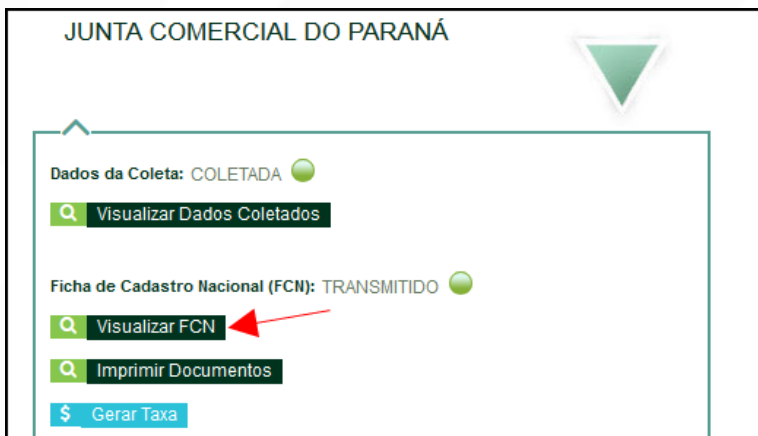 JUNTA COMERCIAL DO PARANÁ
Dados da Coleta: COLETADA
Visualizar Dados Coletados
Ficha de Cadastro Nacional (FCN): TRANSMITIDO
Visualizar FCN
Imprimir Documentos
$ Gerar Taxa